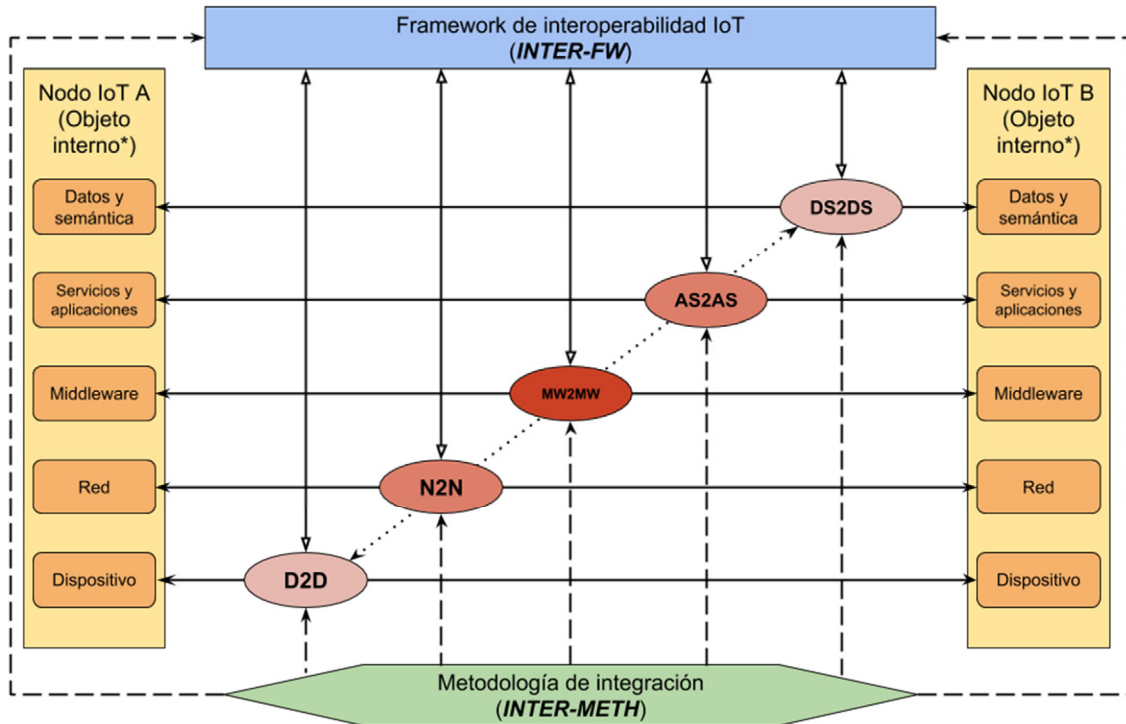 Framework de interoperabilidad IoT
(INTER-FW)
Nodo IoT A
(Objeto
interno*)
Nodo IoT B
(Objeto
interno*)
Datos y
semántica
DS2DS
Datos y
semántica
Servicios y
aplicaciones
AS2AS
Servicios y
aplicaciones
Middleware
MW2MW
Middleware
Red
N2N
Red
Dispositivo
D2D
Dispositivo
Metodología de integración
(INTER-METH)